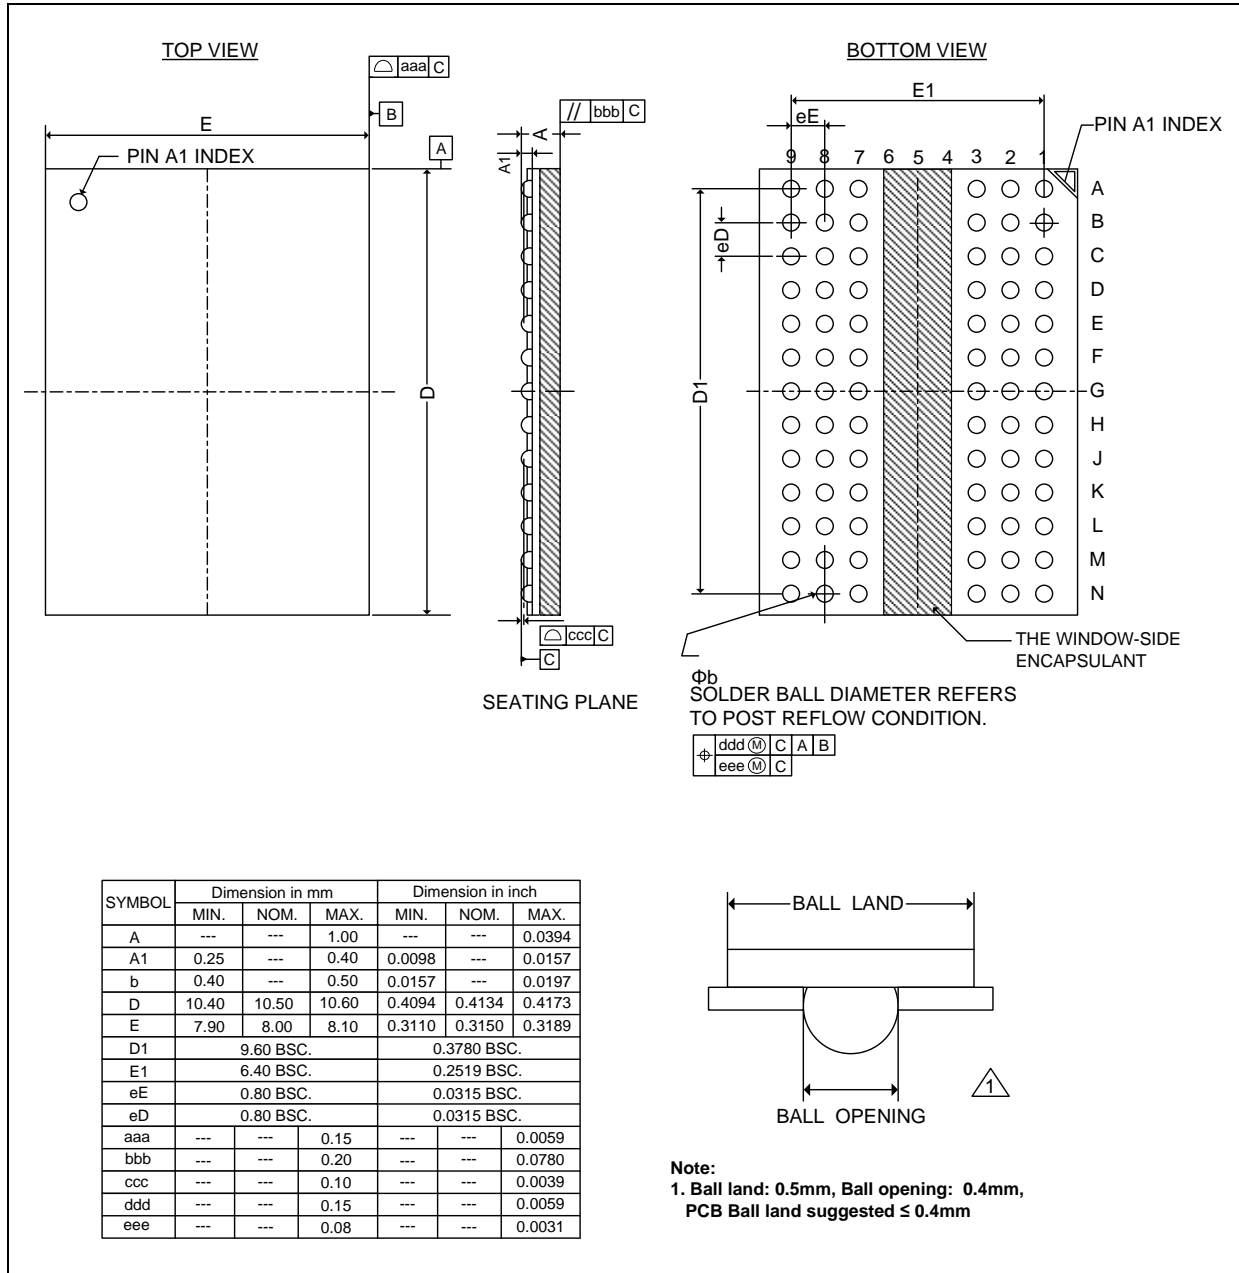 TOP VIEW
BOTTOM VIEW
aaa C
B
E
A
PIN A1 INDEX
// bbb C
A
A1
D
ccc C
C
SEATING PLANE
E1
eE
PIN A1 INDEX
9 8 7 6 5 4 3 2 1
A
B
C
D
E
F
G
H
J
K
L
M
N
eD
D1
THE WINDOW-SIDE
ENCAPSULANT
Φb
SOLDER BALL DIAMETER REFERS
TO POST REFLOW CONDITION.
⌖ ddd Ⓜ C A B
eee Ⓜ C
SYMBOL Dimension in mm Dimension in inch
MIN. NOM. MAX. MIN. NOM. MAX.
A --- --- 1.00 --- --- 0.0394
A1 0.25 --- 0.40 0.0098 --- 0.0157
b 0.40 --- 0.50 0.0157 --- 0.0197
D 10.40 10.50 10.60 0.4094 0.4134 0.4173
E 7.90 8.00 8.10 0.3110 0.3150 0.3189
D1 9.60 BSC. 0.3780 BSC.
E1 6.40 BSC. 0.2519 BSC.
eE 0.80 BSC. 0.0315 BSC.
eD 0.80 BSC. 0.0315 BSC.
aaa --- --- 0.15 --- --- 0.0059
bbb --- --- 0.20 --- --- 0.0780
ccc --- --- 0.10 --- --- 0.0039
ddd --- --- 0.15 --- --- 0.0059
eee --- --- 0.08 --- --- 0.0031
BALL LAND
BALL OPENING
1
Note:
1. Ball land: 0.5mm, Ball opening: 0.4mm,
PCB Ball land suggested ≤ 0.4mm